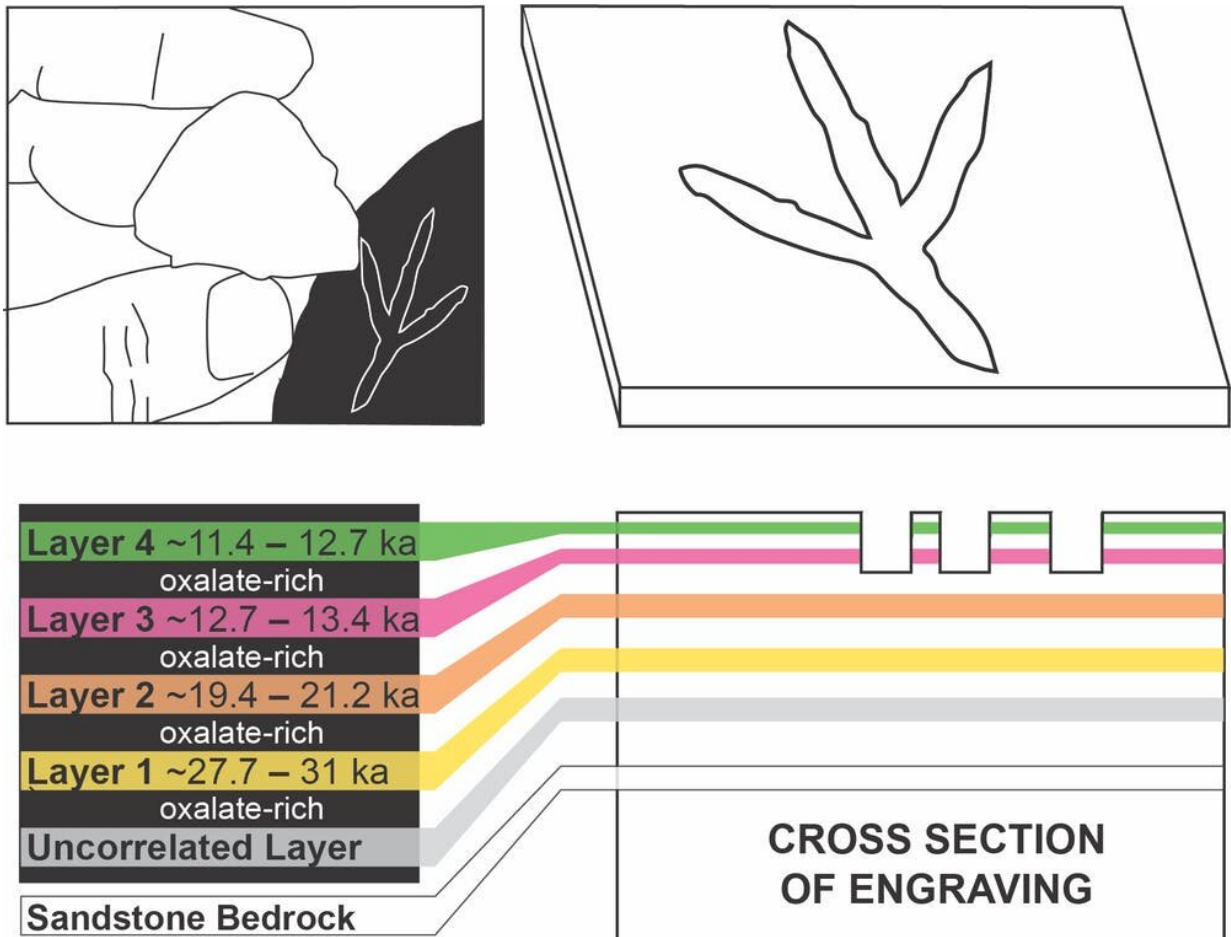 Layer 4 ~11.4 – 12.7 ka
oxalate-rich
Layer 3 ~12.7 – 13.4 ka
oxalate-rich
Layer 2 ~19.4 – 21.2 ka
oxalate-rich
Layer 1 ~27.7 – 31 ka
oxalate-rich
Uncorrelated Layer
Sandstone Bedrock
CROSS SECTION
OF ENGRAVING